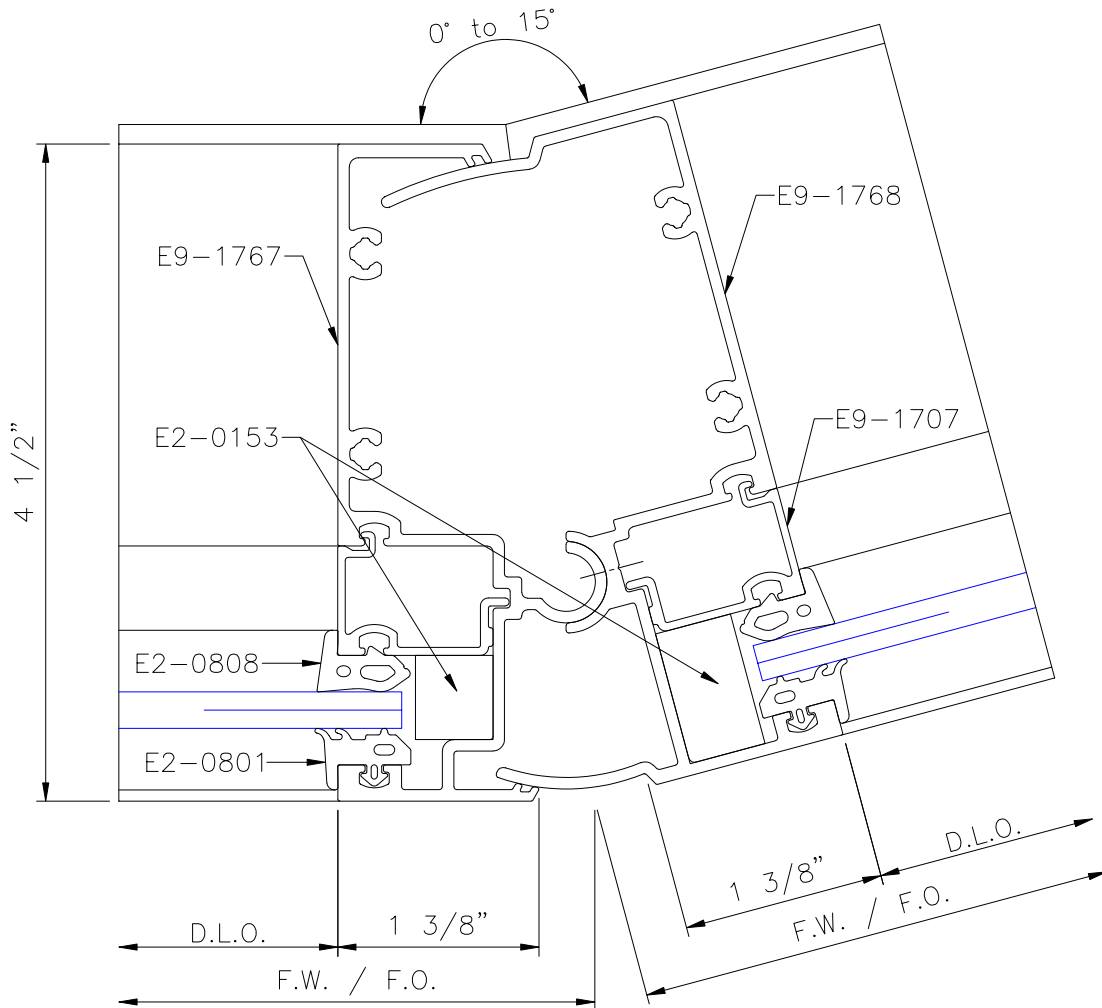 0° to 15°
E9-1768
E9-1767
4 1/2”
E2-0153
E9-1707
E2-0808
E2-0801
D.L.O.
1 3/8”
F.W. / F.O.
1 3/8”
D.L.O.
F.W. / F.O.